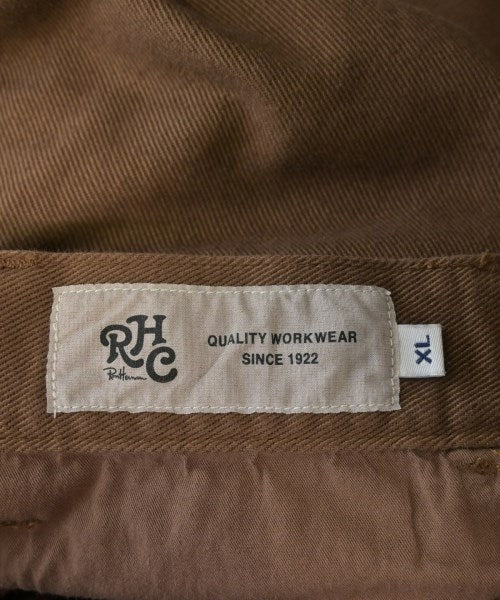 RHC
Ron Herman
QUALITY WORKWEAR
SINCE 1922
XL